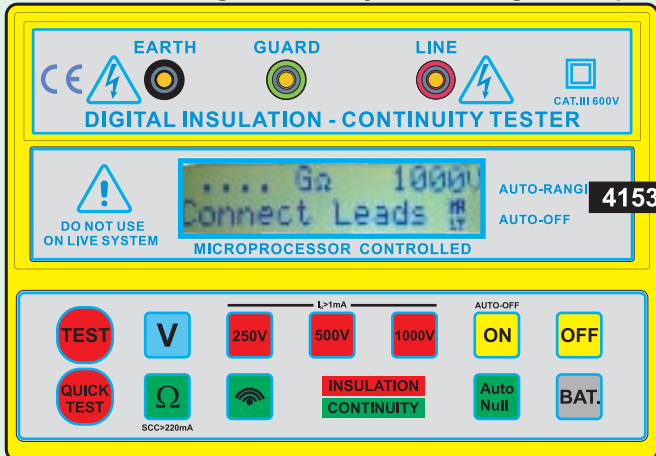 EARTH GUARD LINE
CE
CAT.III 600V
DIGITAL INSULATION - CONTINUITY TESTER
.... GΩ 1000V
Connect Leads
AUTO-RANGI
4153
DO NOT USE
ON LIVE SYSTEM
AUTO-OFF
MICROPROCESSOR CONTROLLED
I,>1mA
AUTO-OFF
TEST V 250V 500V 1000V ON OFF
QUICK
TEST
Ω
INSULATION
CONTINUITY
Auto
Null
BAT.
SCC>220mA